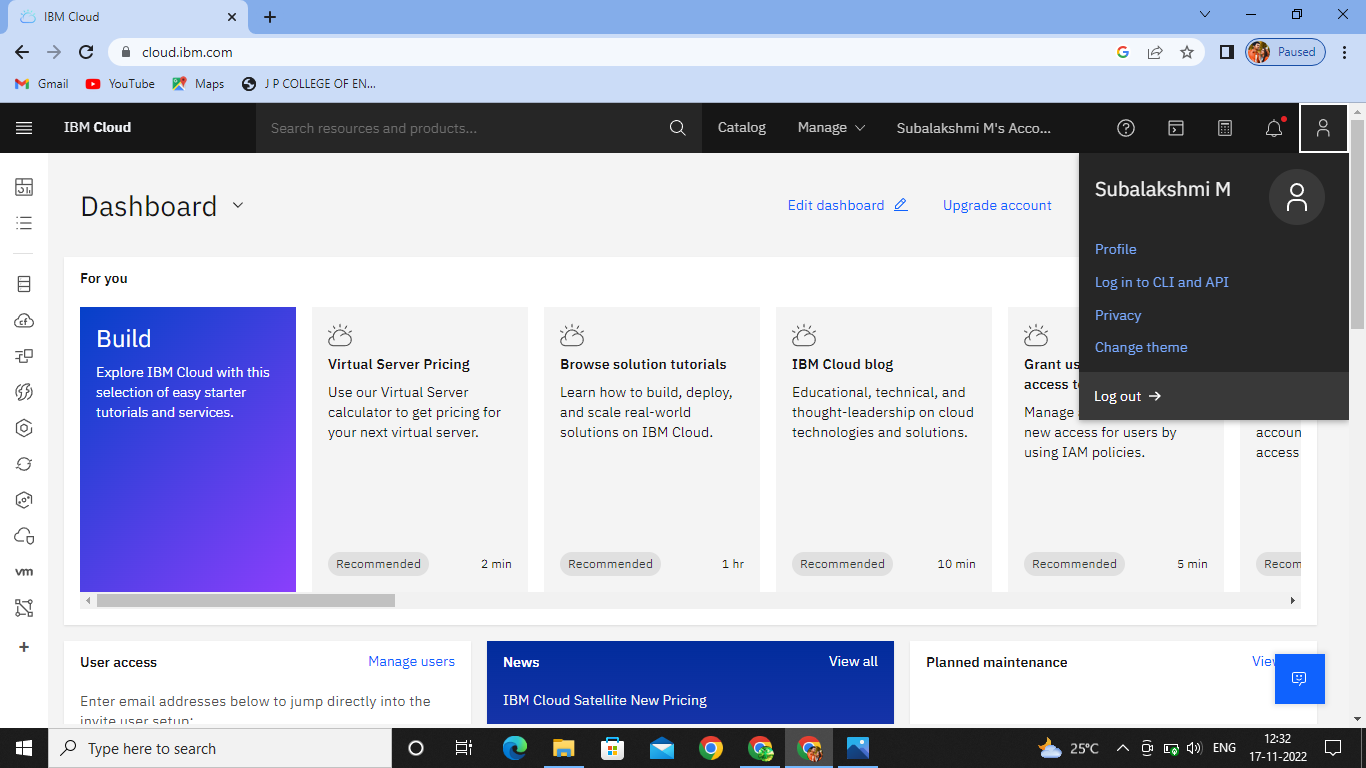 IBM Cloud
cloud.ibm.com
Paused
Gmail
YouTube
Maps
J P COLLEGE OF EN...
IBM Cloud
Search resources and products...
Catalog
Manage
Subalakshmi M's Acco...
Subalakshmi M
Profile
Log in to CLI and API
Privacy
Change theme
Log out
Dashboard
Edit dashboard
Upgrade account
For you
Build
Explore IBM Cloud with this
selection of easy starter
tutorials and services.
Virtual Server Pricing
Use our Virtual Server
calculator to get pricing for
your next virtual server.
Recommended
2 min
Browse solution tutorials
Learn how to build, deploy,
and scale real-world
solutions on IBM Cloud.
Recommended
1 hr
IBM Cloud blog
Educational, technical, and
thought-leadership on cloud
technologies and solutions.
Recommended
10 min
Grant
access
Manage
new access for users by
using IAM policies.
Recommended
5 min
accoun
access
Recom
cf
vm
User access
Manage users
Enter email addresses below to jump directly into the
invite user setup:
News
View all
IBM Cloud Satellite New Pricing
Planned maintenance
Type here to search
25°C
ENG
12:32
17-11-2022